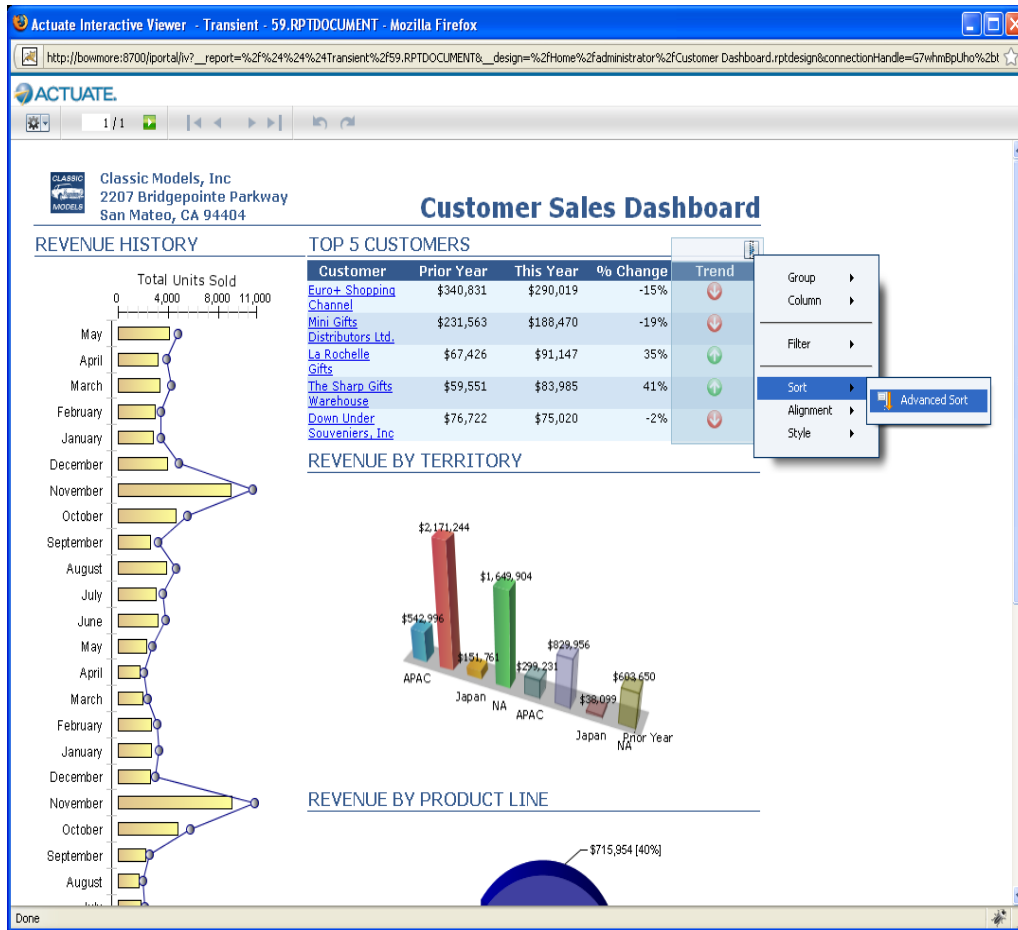 Actuate Interactive Viewer - Transient - 59.RPTDOCUMENT - Mozilla Firefox
http://bowmore:8700/iportal/iv?__report=%2f%24%24%24Transient%2f59.RPTDOCUMENT&__design=%2fHome%2fadministrator%2fCustomer Dashboard.rptdesign&connectionHandle=G7whmBpUho%2bt
ACTUATE.
1 / 1
CLASSIC MODELS
Classic Models, Inc
2207 Bridgepointe Parkway
San Mateo, CA 94404
Customer Sales Dashboard
REVENUE HISTORY
Total Units Sold
0 4,000 8,000 11,000
May
April
March
February
January
December
November
October
September
August
July
June
May
April
March
February
January
December
November
October
September
August
TOP 5 CUSTOMERS
Customer Prior Year This Year % Change Trend
Euro+ Shopping Channel $340,831 $290,019 -15%
Mini Gifts Distributors Ltd. $231,563 $188,470 -19%
La Rochelle Gifts $67,426 $91,147 35%
The Sharp Gifts Warehouse $59,551 $83,985 41%
Down Under Souveniers, Inc $76,722 $75,020 -2%
Group
Column
Filter
Sort
Alignment
Style
Advanced Sort
REVENUE BY TERRITORY
$2,171,244
$1,649,904
$542,996
$829,956
$151,761
$299,231
$603,650
$38,099
APAC
Japan
NA
APAC
Japan
NA
Prior Year
REVENUE BY PRODUCT LINE
$715,954 [40%]
Done